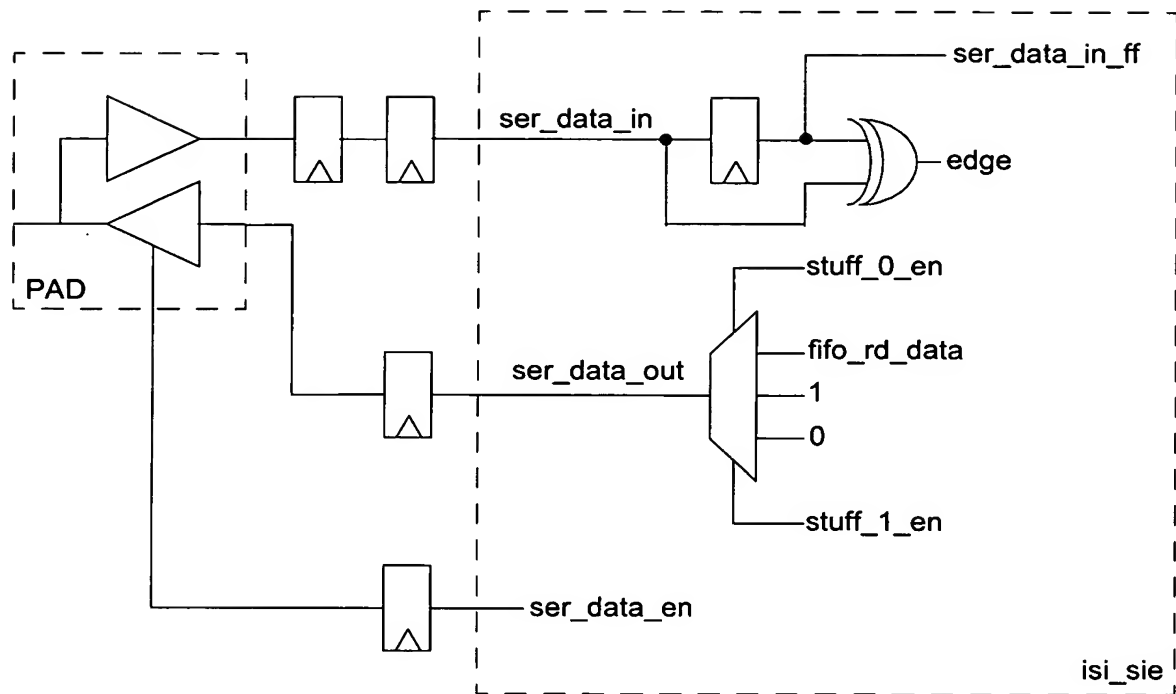 ser_data_in_ff
ser_data_in
edge
stuff_0_en
PAD
fifo_rd_data
ser_data_out
1
0
stuff_1_en
ser_data_en
isi_sie